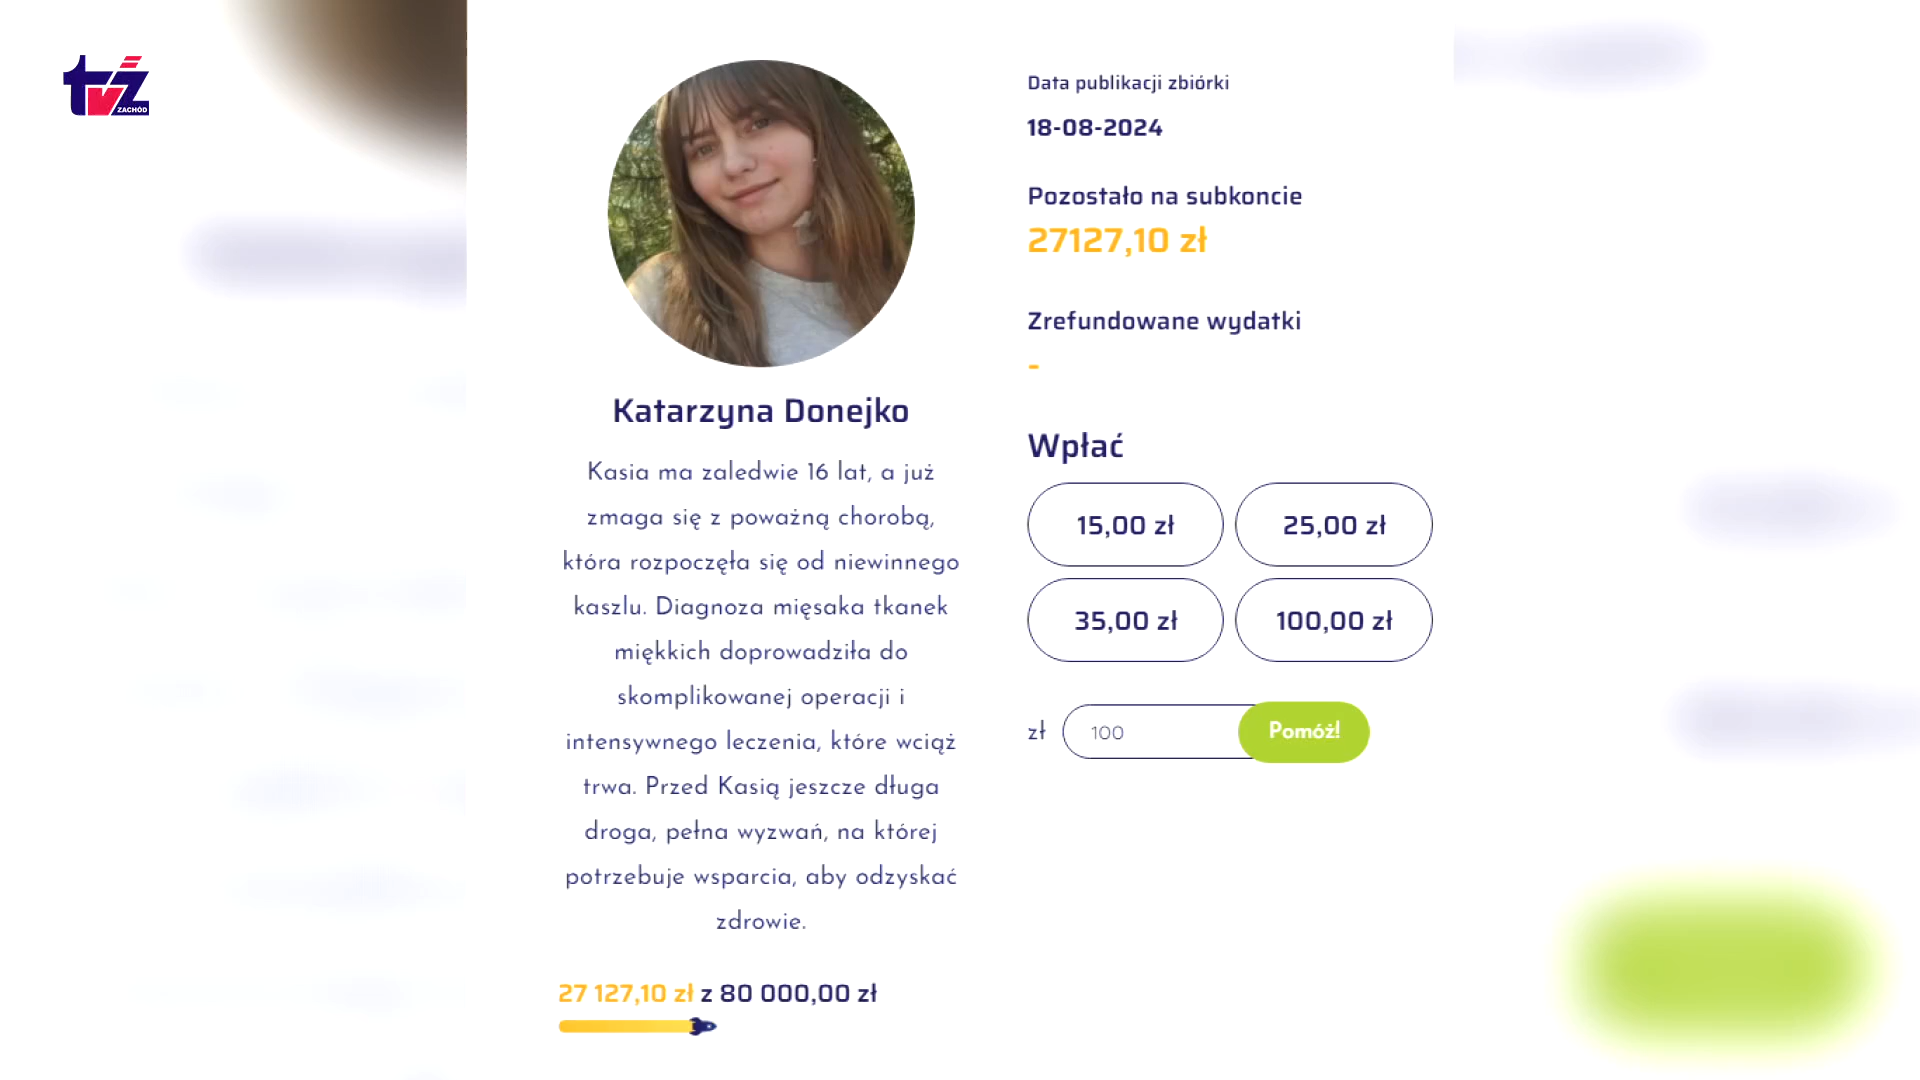 tvż
ZACHÓD
Katarzyna Donejko
Kasia ma zaledwie 16 lat, a już
zmaga się z poważną chorobą,
która rozpoczęła się od niewinnego
kaszlu. Diagnoza mięsaka tkanek
miękkich doprowadziła do
skomplikowanej operacji i
intensywnego leczenia, które wciąż
trwa. Przed Kasią jeszcze długa
droga, pełna wyzwań, na której
potrzebuje wsparcia, aby odzyskać
zdrowie.
27 127,10 zł z 80 000,00 zł
Data publikacji zbiórki
18-08-2024
Pozostało na subkoncie
27127,10 zł
Zrefundowane wydatki
-
Wpłać
15,00 zł 25,00 zł
35,00 zł 100,00 zł
zł 100 Pomóż!